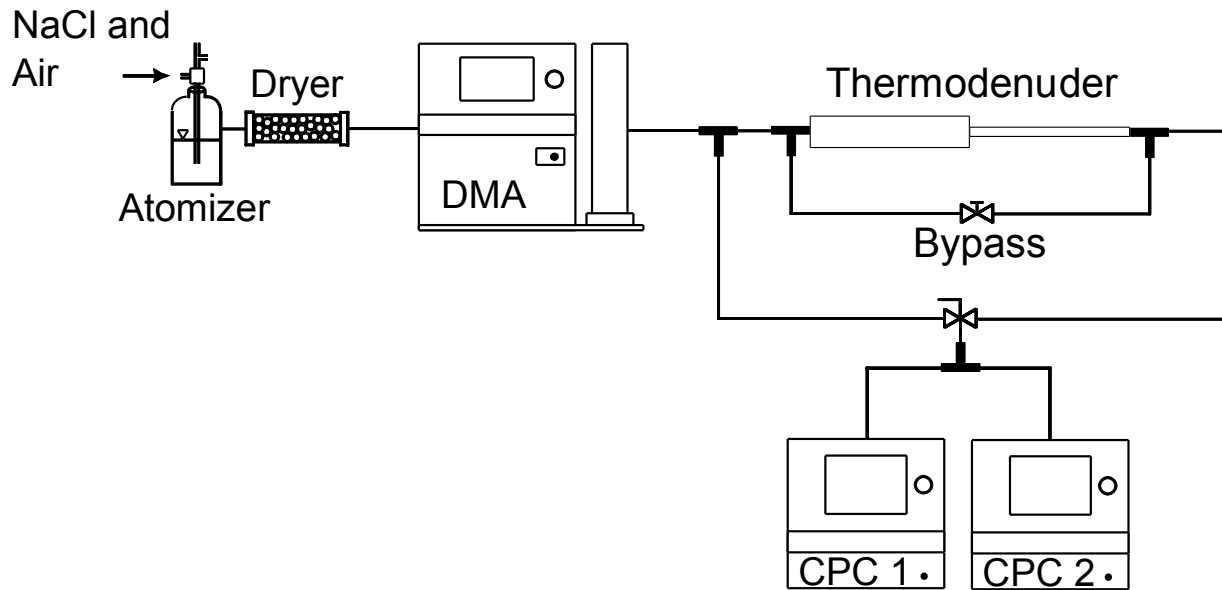 NaCl and
Air
Dryer
Atomizer
DMA
Thermodenuder
Bypass
CPC 1
CPC 2